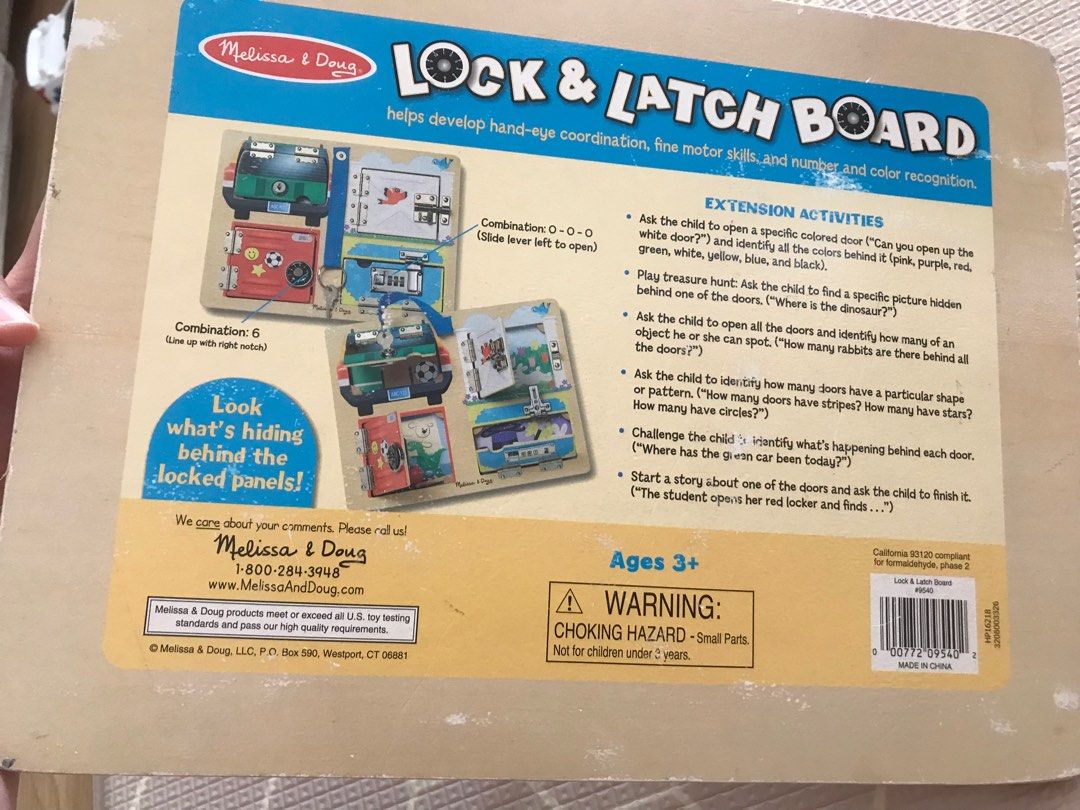 Melissa & Doug
LOCK & LATCH BOARD
helps develop hand-eye coordination, fine motor skills, and number and color recognition.
Combination: 0 - 0 - 0
(Slide lever left to open)
Combination: 6
(Line up with right notch)
Look
what's hiding
behind the
locked panels!
EXTENSION ACTIVITIES
• Ask the child to open a specific colored door ("Can you open up the
white door?") and identify all the colors behind it (pink, purple, red,
green, white, yellow, blue, and black).
• Play treasure hunt: Ask the child to find a specific picture hidden
behind one of the doors. ("Where is the dinosaur?")
• Ask the child to open all the doors and identify how many of an
object he or she can spot. ("How many rabbits are there behind all
the doors?")
• Ask the child to identify how many doors have a particular shape
or pattern. ("How many doors have stripes? How many have stars?
How many have circles?")
• Challenge the child to identify what's happening behind each door.
("Where has the green car been today?")
• Start a story about one of the doors and ask the child to finish it.
("The student opens her red locker and finds ...")
We care about your comments. Please call us!
Melissa & Doug
1·800·284·3948
www.MelissaAndDoug.com
Melissa & Doug products meet or exceed all U.S. toy testing
standards and pass our high quality requirements.
© Melissa & Doug, LLC, P.O. Box 590, Westport, CT 06881
Ages 3+
WARNING:
CHOKING HAZARD - Small Parts.
Not for children under 3 years.
California 93120 compliant
for formaldehyde, phase 2
Lock & Latch Board
#9540
0 00772 09540 2
MADE IN CHINA
HP16218
3208003326